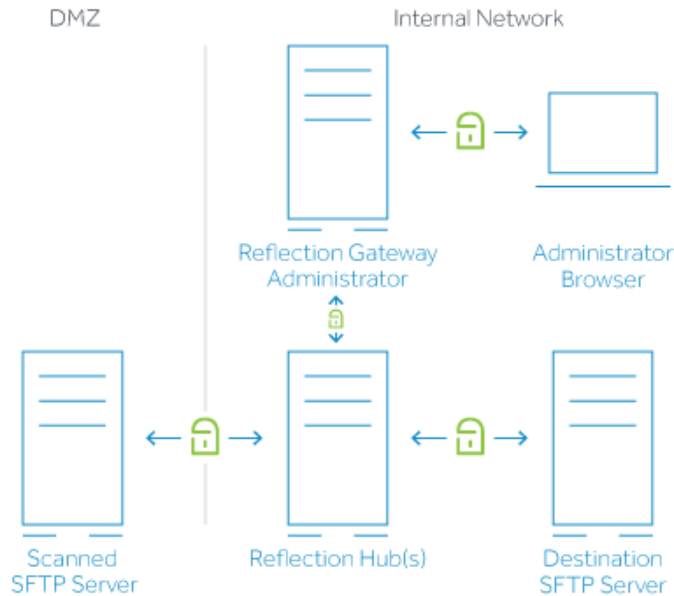 DMZ
Internal Network
Reflection Gateway
Administrator
Administrator
Browser
Scanned
SFTP Server
Reflection Hub(s)
Destination
SFTP Server